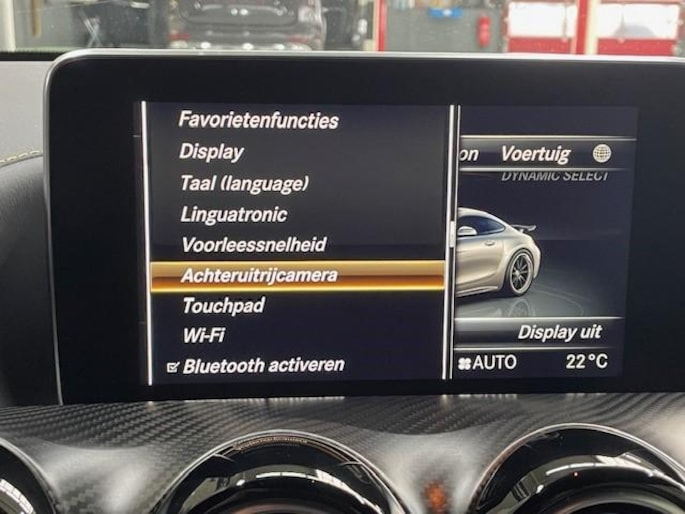 Favorietenfuncties
Display
Taal (language)
Linguatronic
Voorleessnelheid
Achteruitrijcamera
Touchpad
Wi-Fi
Bluetooth activeren
on Voertuig
DYNAMIC SELECT
Display uit
AUTO 22°C